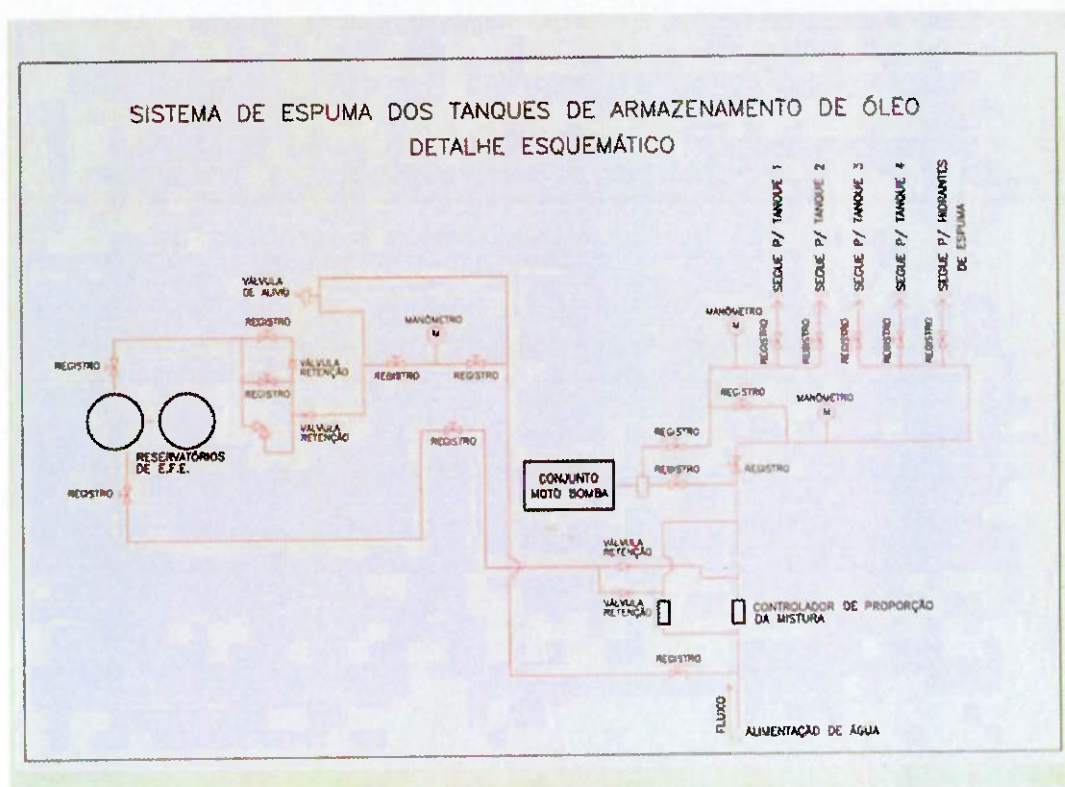 SISTEMA DE ESPUMA DOS TANQUES DE ARMAZENAMENTO DE ÓLEO
DETALHE ESQUEMÁTICO
SEGUE P/ TANQUE 1
SEGUE P/ TANQUE 2
SEGUE P/ TANQUE 3
SEGUE P/ TANQUE 4
SEGUE P/ HIDRANTES
DE ESPUMA
VÁLVULA
DE ALIVIO
MANÔMETRO
M
REGISTRO
REGISTRO
VÁLVULA
RETENÇÃO
REGISTRO
REGISTRO
REGISTRO
VÁLVULA
RETENÇÃO
RESERVATÓRIOS
DE E.F.E.
REGISTRO
REGISTRO
MANÔMETRO
M
REGISTRO
REGISTRO
REGISTRO
REGISTRO
REGISTRO
REGISTRO
MANÔMETRO
M
REGISTRO
REGISTRO
REGISTRO
CONJUNTO
MOTO BOMBA
VÁLVULA
RETENÇÃO
VÁLVULA
RETENÇÃO
CONTROLADOR DE PROPORÇÃO
DA MISTURA
REGISTRO
FLUXO
ALIMENTAÇÃO DE ÁGUA